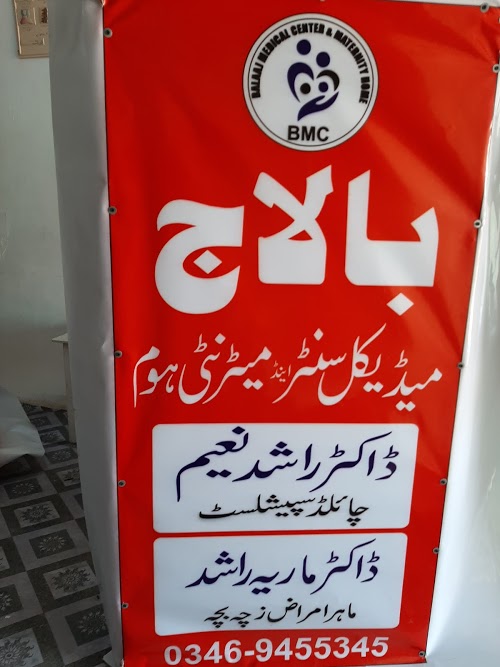 BALAAJ MEDICAL CENTER & MATERNITY HOME
BMC
بالاج
میڈیکل سنٹر اینڈ میٹرنٹی ہوم
ڈاکٹر راشد نعیم
چائلڈ سپیشلسٹ
ڈاکٹر ماریہ راشد
ماہر امراض زچہ بچہ
0346-9455345